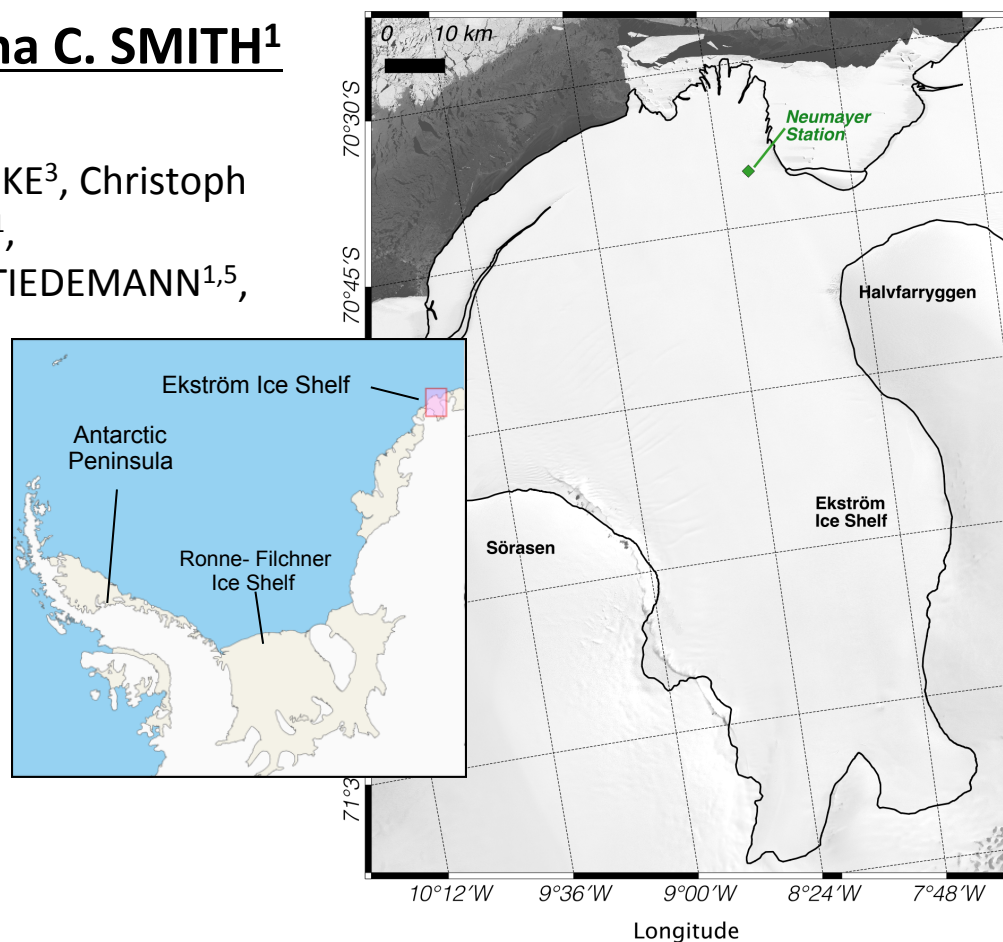 na C. SMITH¹
KE³, Christoph
TIEDEMANN¹,⁵,
0 10 km
70°30'S
70°45'S
Neumayer
Station
Halvfarryggen
Ekström
Ice Shelf
Sörasen
Ekström Ice Shelf
Antarctic
Peninsula
Ronne- Filchner
Ice Shelf
71°3
10°12'W 9°36'W 9°00'W 8°24'W 7°48'W
Longitude